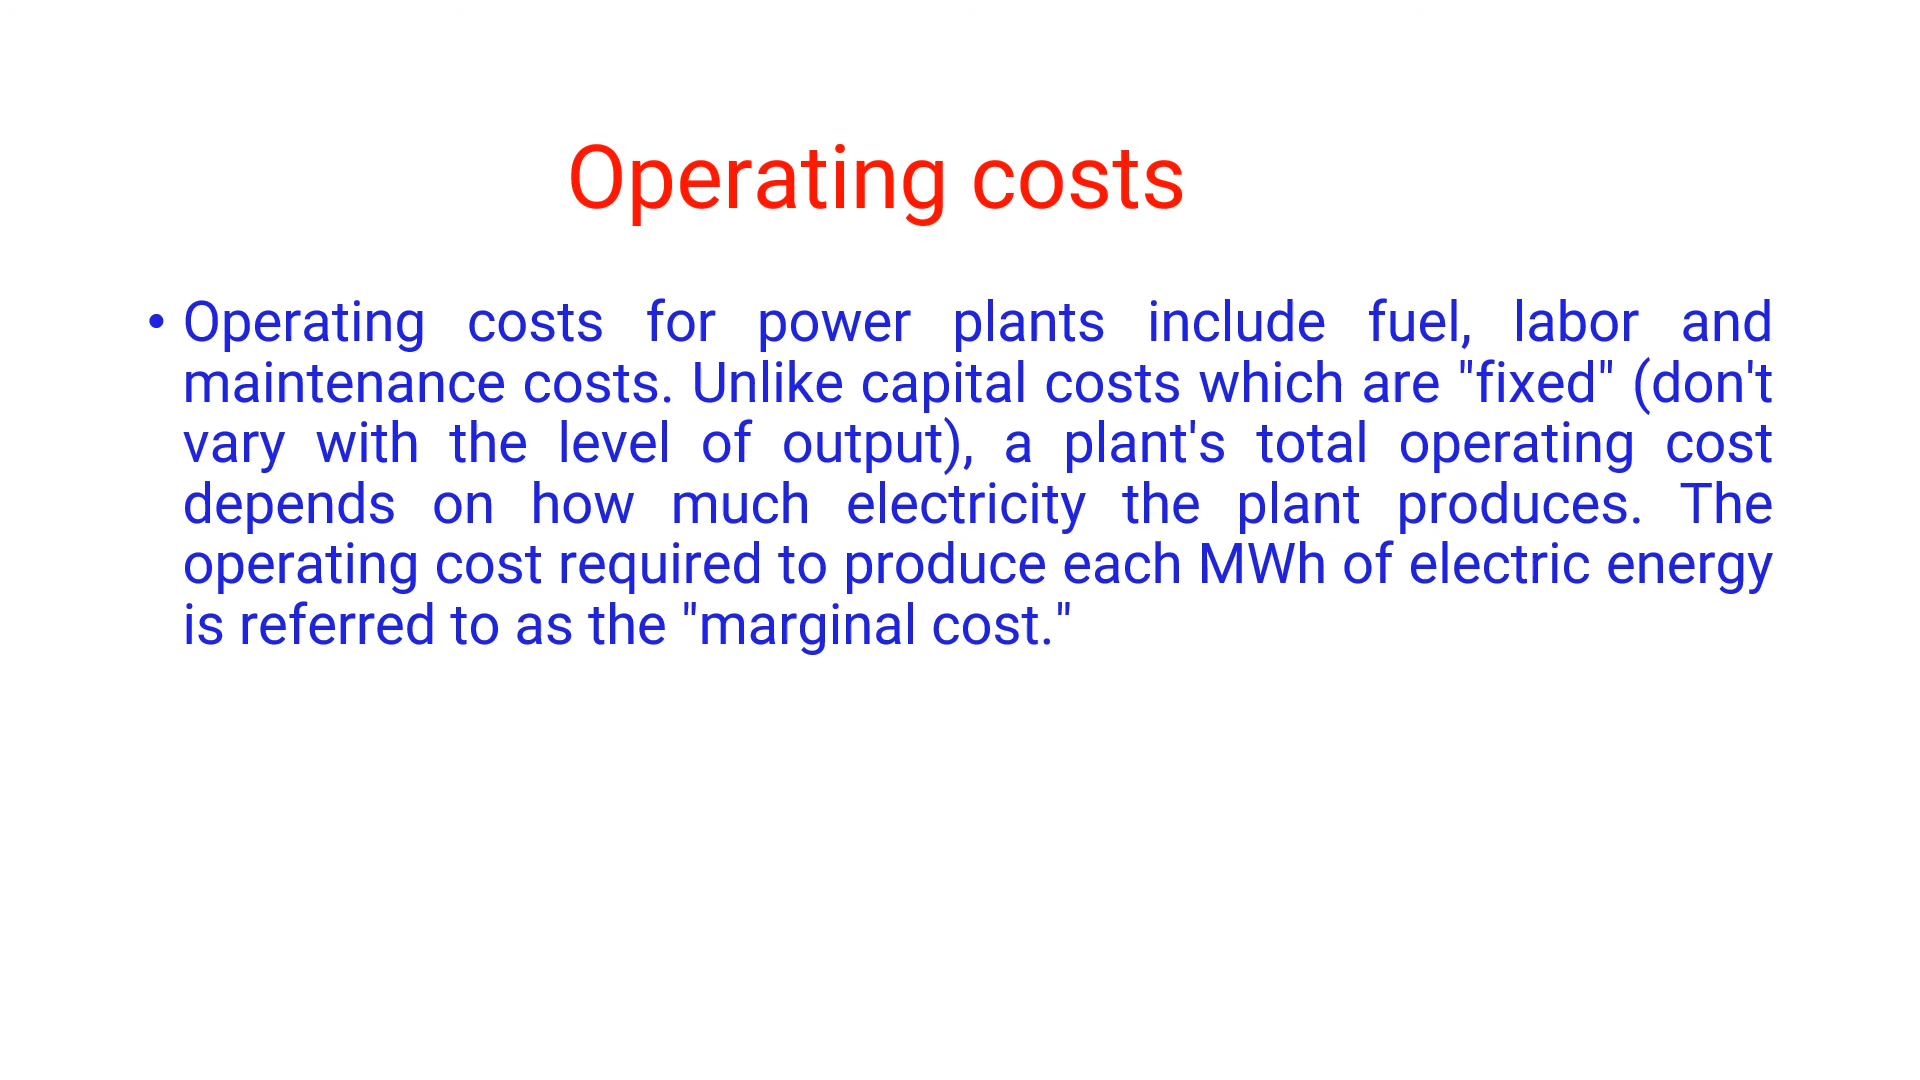 Operating costs
• Operating costs for power plants include fuel, labor and
maintenance costs. Unlike capital costs which are "fixed" (don't
vary with the level of output), a plant's total operating cost
depends on how much electricity the plant produces. The
operating cost required to produce each MWh of electric energy
is referred to as the "marginal cost."